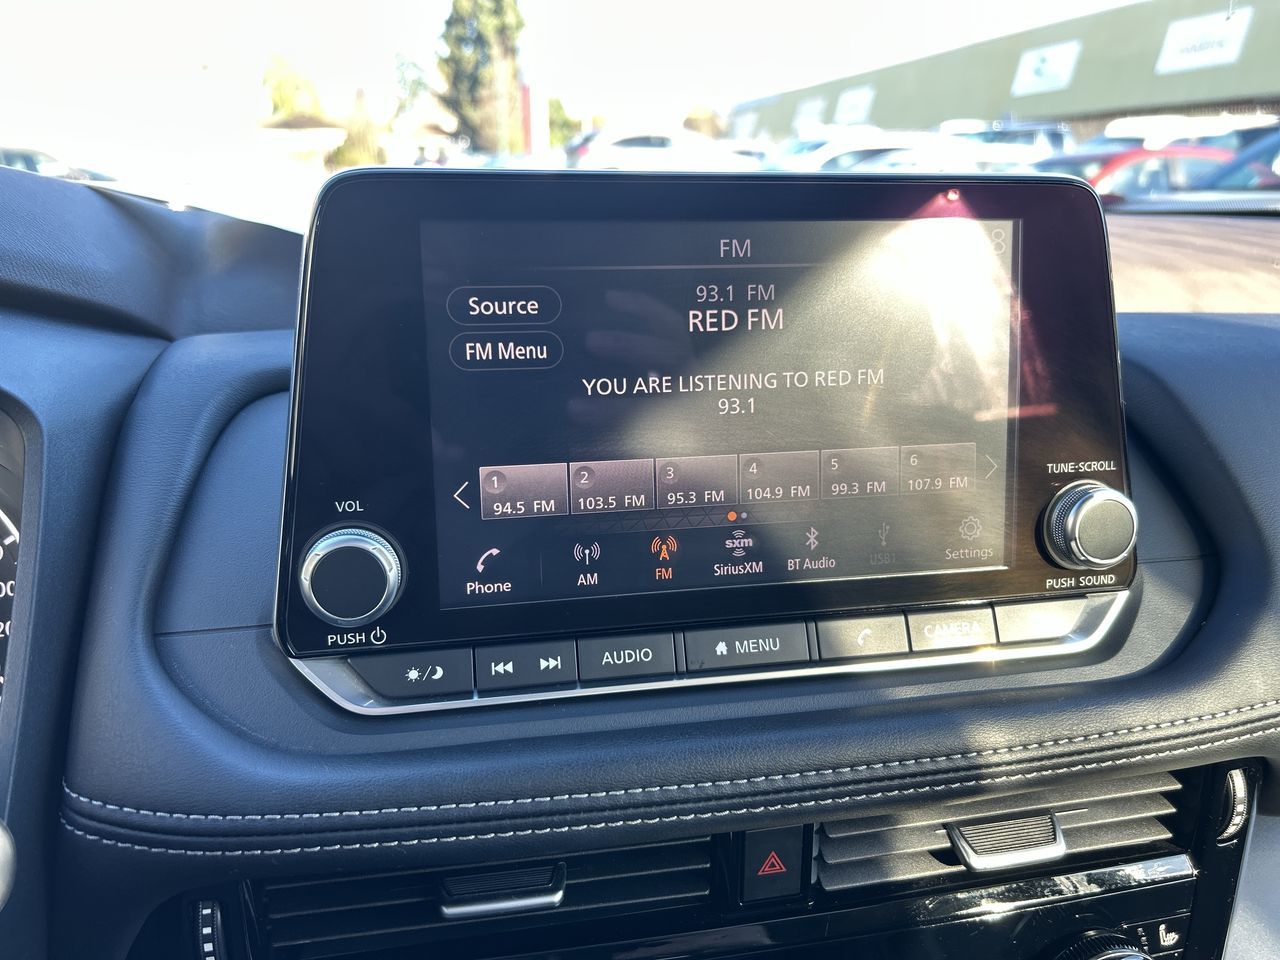 FM
8
Source
93.1 FM
RED FM
FM Menu
YOU ARE LISTENING TO RED FM
93.1
1 94.5 FM
2 103.5 FM
3 95.3 FM
4 104.9 FM
5 99.3 FM
6 107.9 FM
Phone
AM
FM
sxm
SiriusXM
BT Audio
USB1
Settings
VOL
PUSH
TUNE·SCROLL
PUSH SOUND
AUDIO
MENU
CAMERA